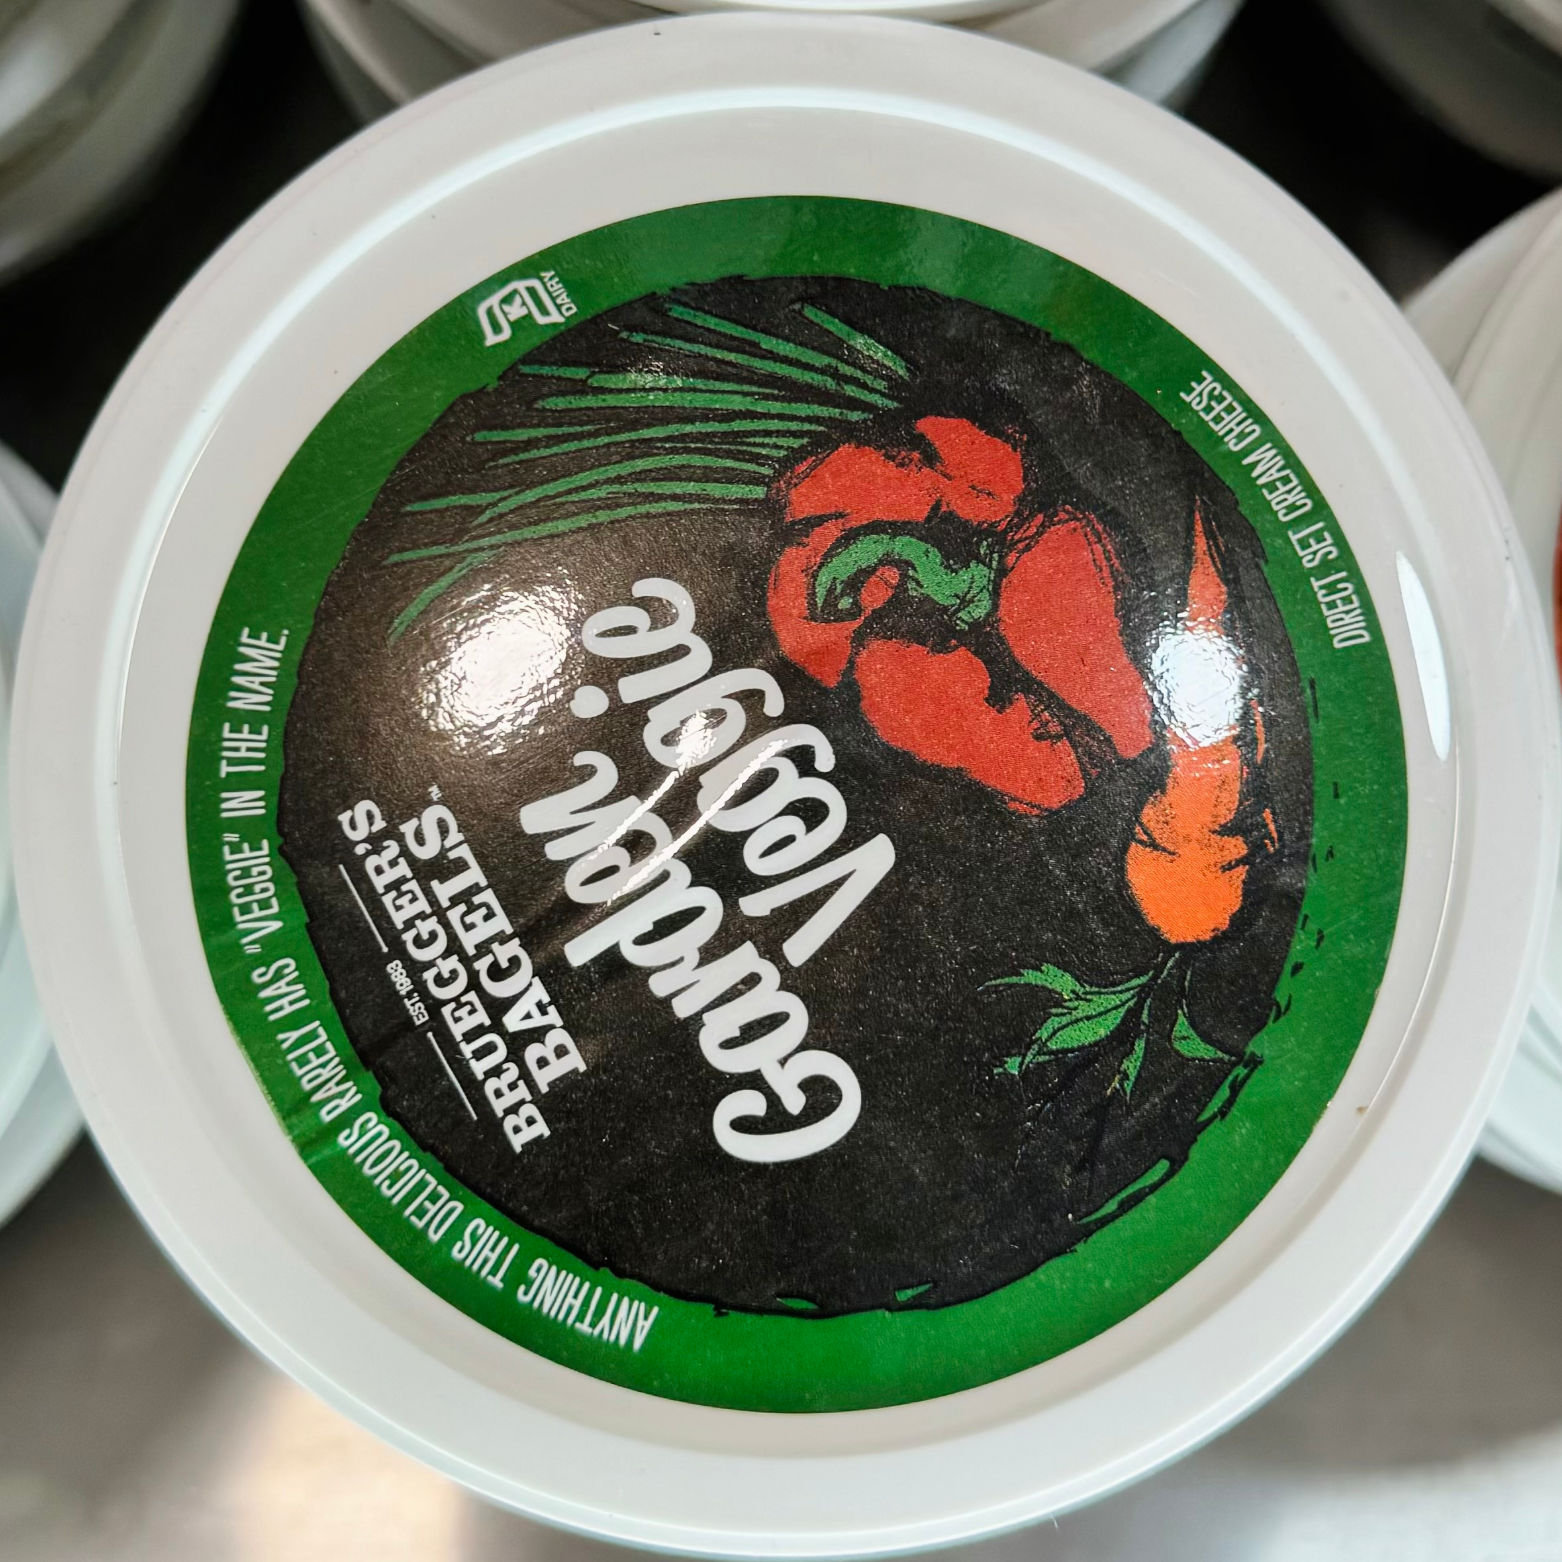 BRUEGGER'S
EST. 1983
BAGELS™
Garden
Veggie
ANYTHING THIS DELICIOUS RARELY HAS "VEGGIE" IN THE NAME.
K
DAIRY
DIRECT SET CREAM CHEESE